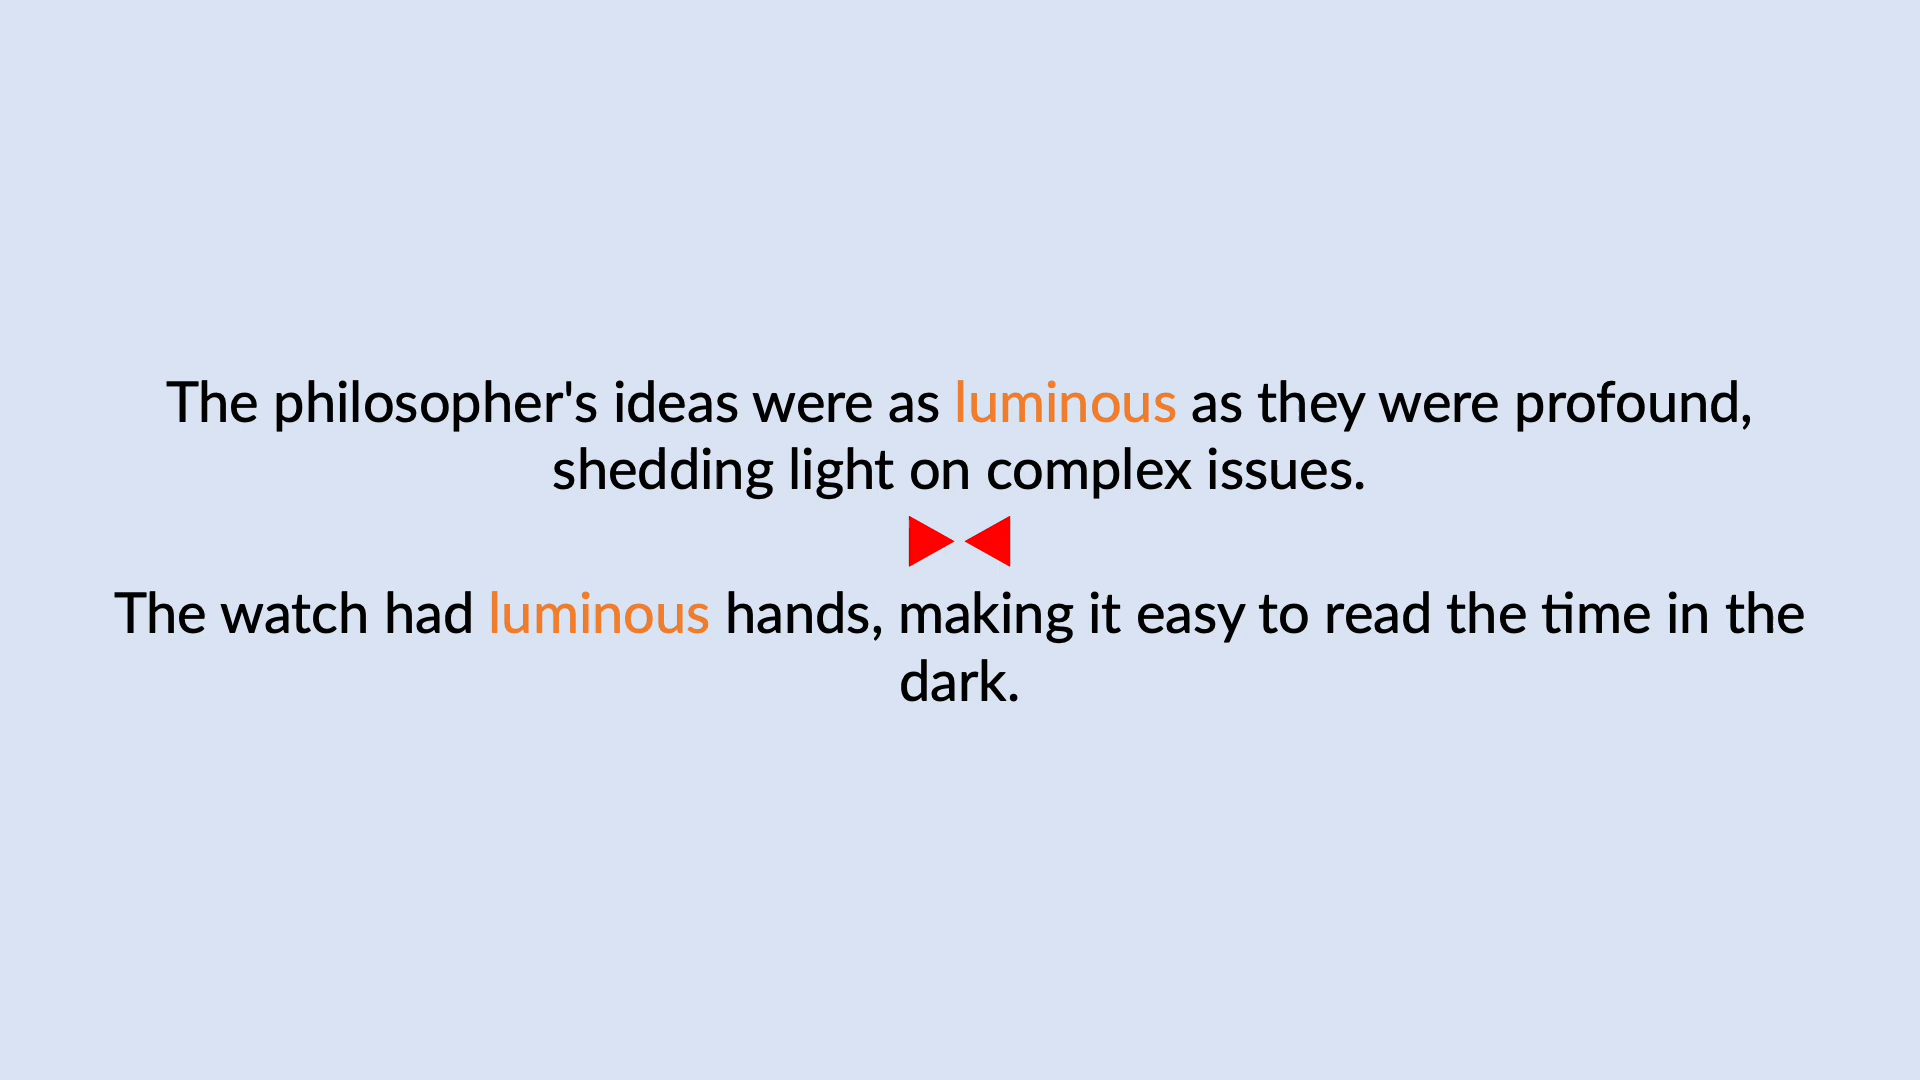 The philosopher's ideas were as luminous as they were profound,
shedding light on complex issues.
The watch had luminous hands, making it easy to read the time in the
dark.